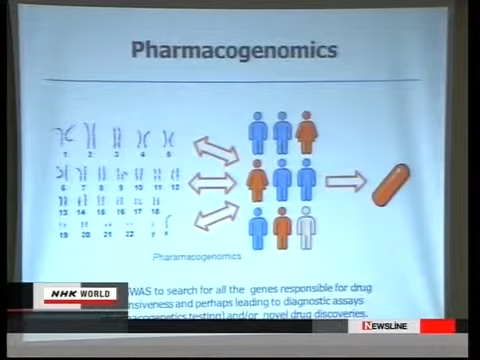 Pharmacogenomics
1 2 3 4 5
6 7 8 9 10 11 12
13 14 15 16 17 18
19 20 21 22 y x
Pharamacogenomics
WAS to search for all the genes responsible for drug
nsiveness and perhaps leading to diagnostic assays
macogenetics testing) and/or novel drug discoveries.
NHK WORLD
NEWSLINE